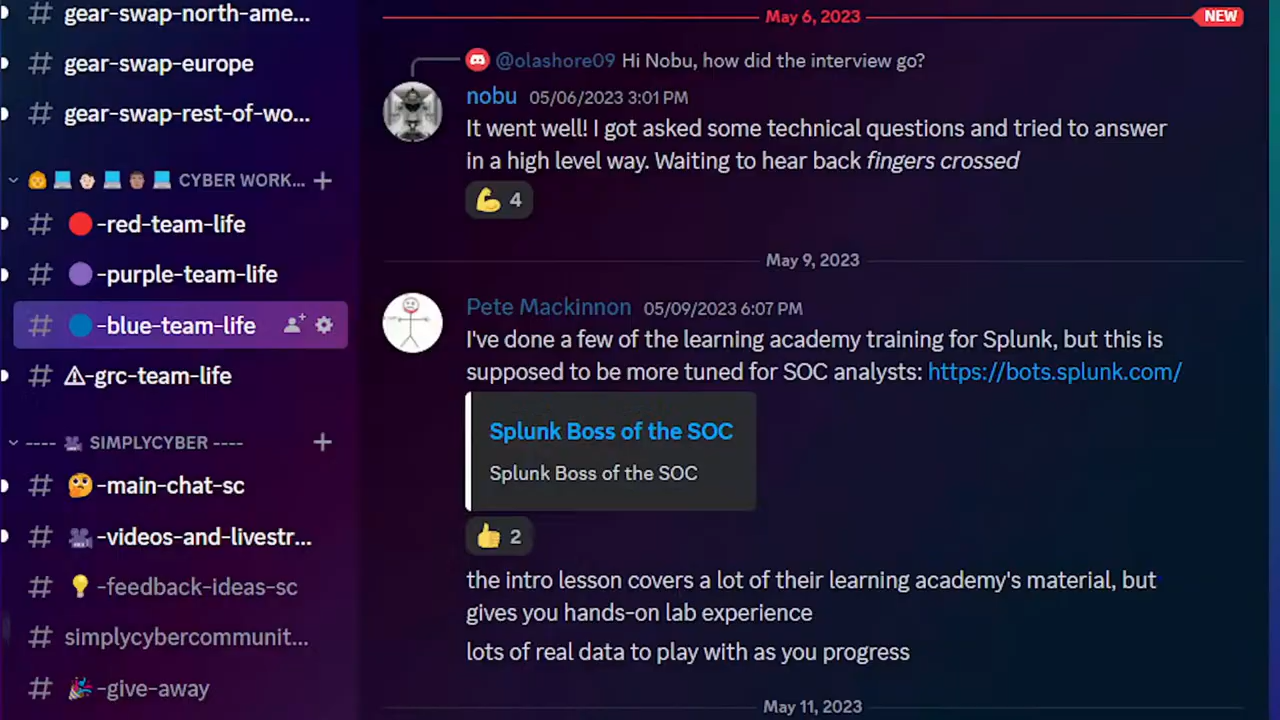 # gear-swap-north-ame...
# gear-swap-europe
# gear-swap-rest-of-wo...
CYBER WORK... +
# 🔴-red-team-life
# 🟣-purple-team-life
# 🔵-blue-team-life
# ⚠-grc-team-life
---- 🎥 SIMPLYCYBER ---- +
# 🤔-main-chat-sc
# 🎥-videos-and-livestr...
# 💡-feedback-ideas-sc
# simplycybercommunit...
# 🎉-give-away
May 6, 2023 NEW
@olashore09 Hi Nobu, how did the interview go?
nobu 05/06/2023 3:01 PM
It went well! I got asked some technical questions and tried to answer
in a high level way. Waiting to hear back fingers crossed
💪 4
May 9, 2023
Pete Mackinnon 05/09/2023 6:07 PM
I've done a few of the learning academy training for Splunk, but this is
supposed to be more tuned for SOC analysts: https://bots.splunk.com/
Splunk Boss of the SOC
Splunk Boss of the SOC
👍 2
the intro lesson covers a lot of their learning academy's material, but
gives you hands-on lab experience
lots of real data to play with as you progress
May 11, 2023